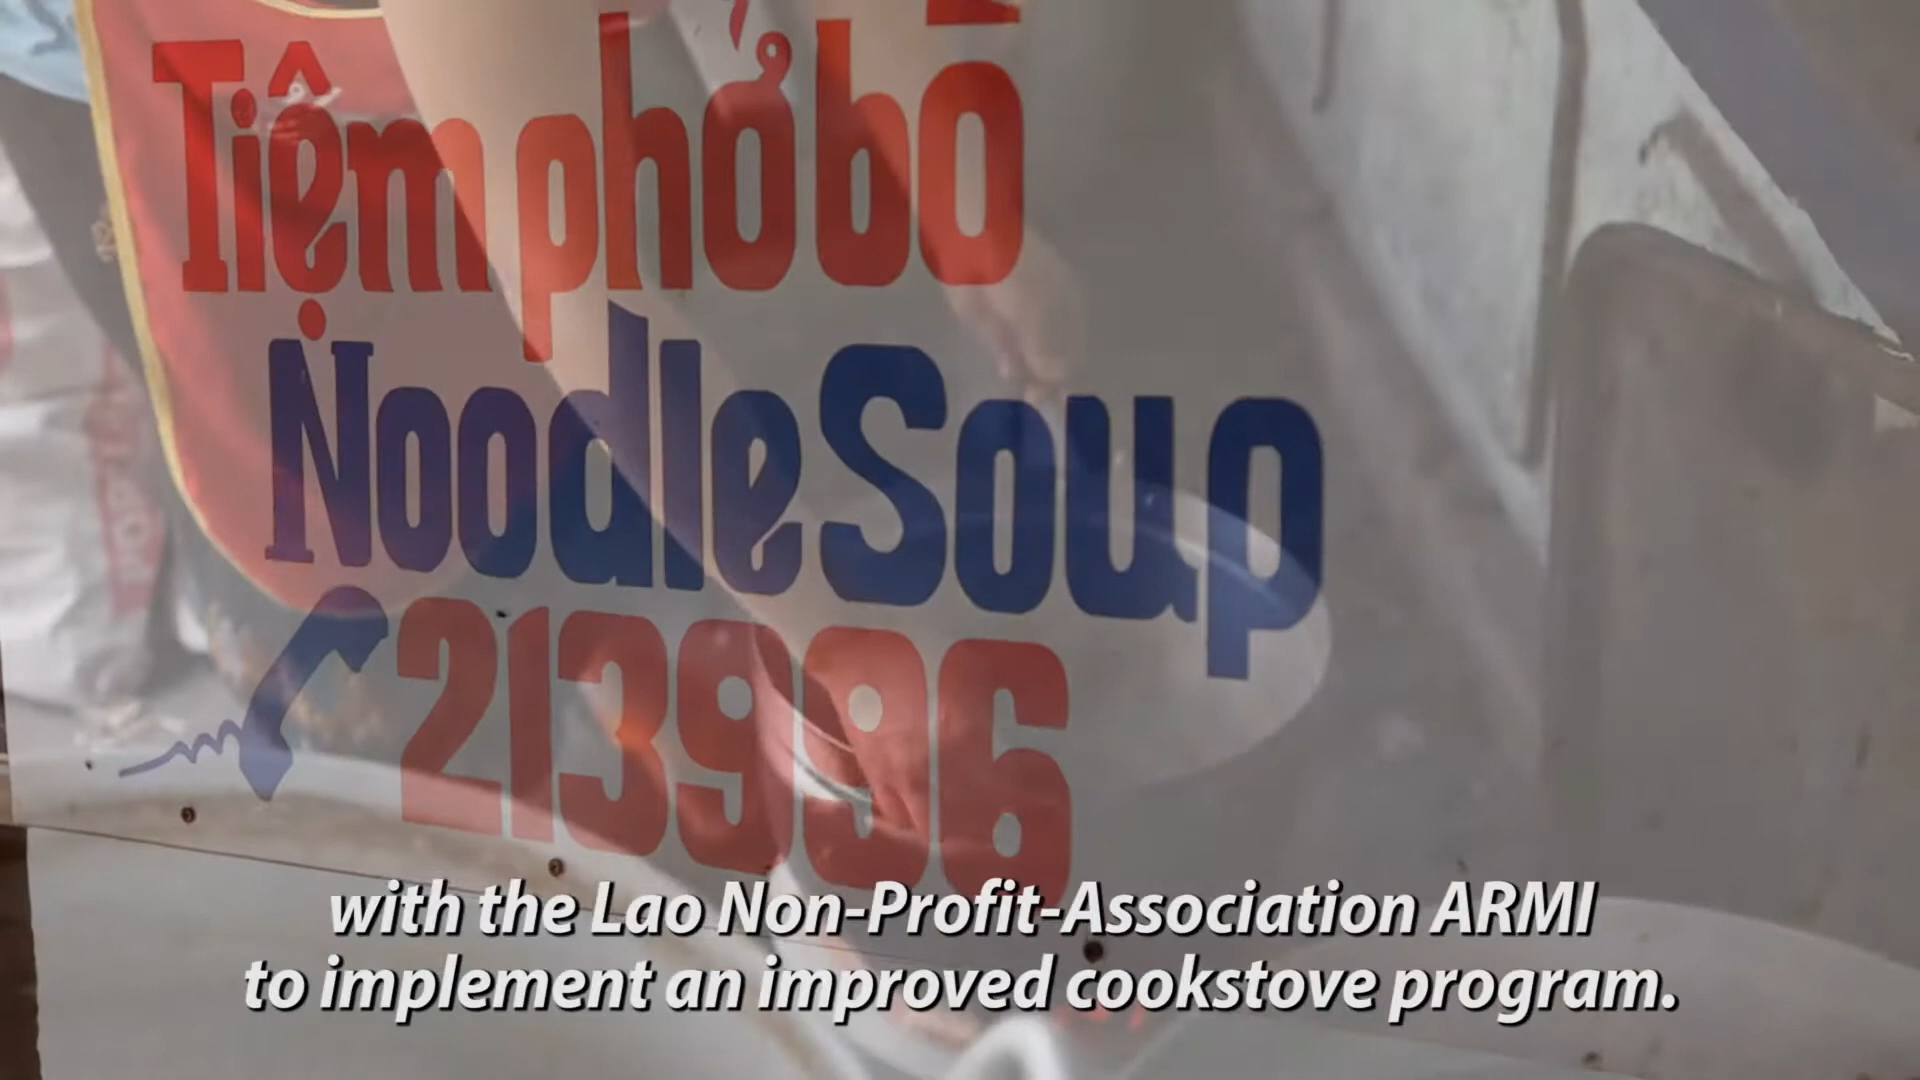 Tiệm phở bò
Noodle Soup
213996
with the Lao Non-Profit-Association ARMI
to implement an improved cookstove program.